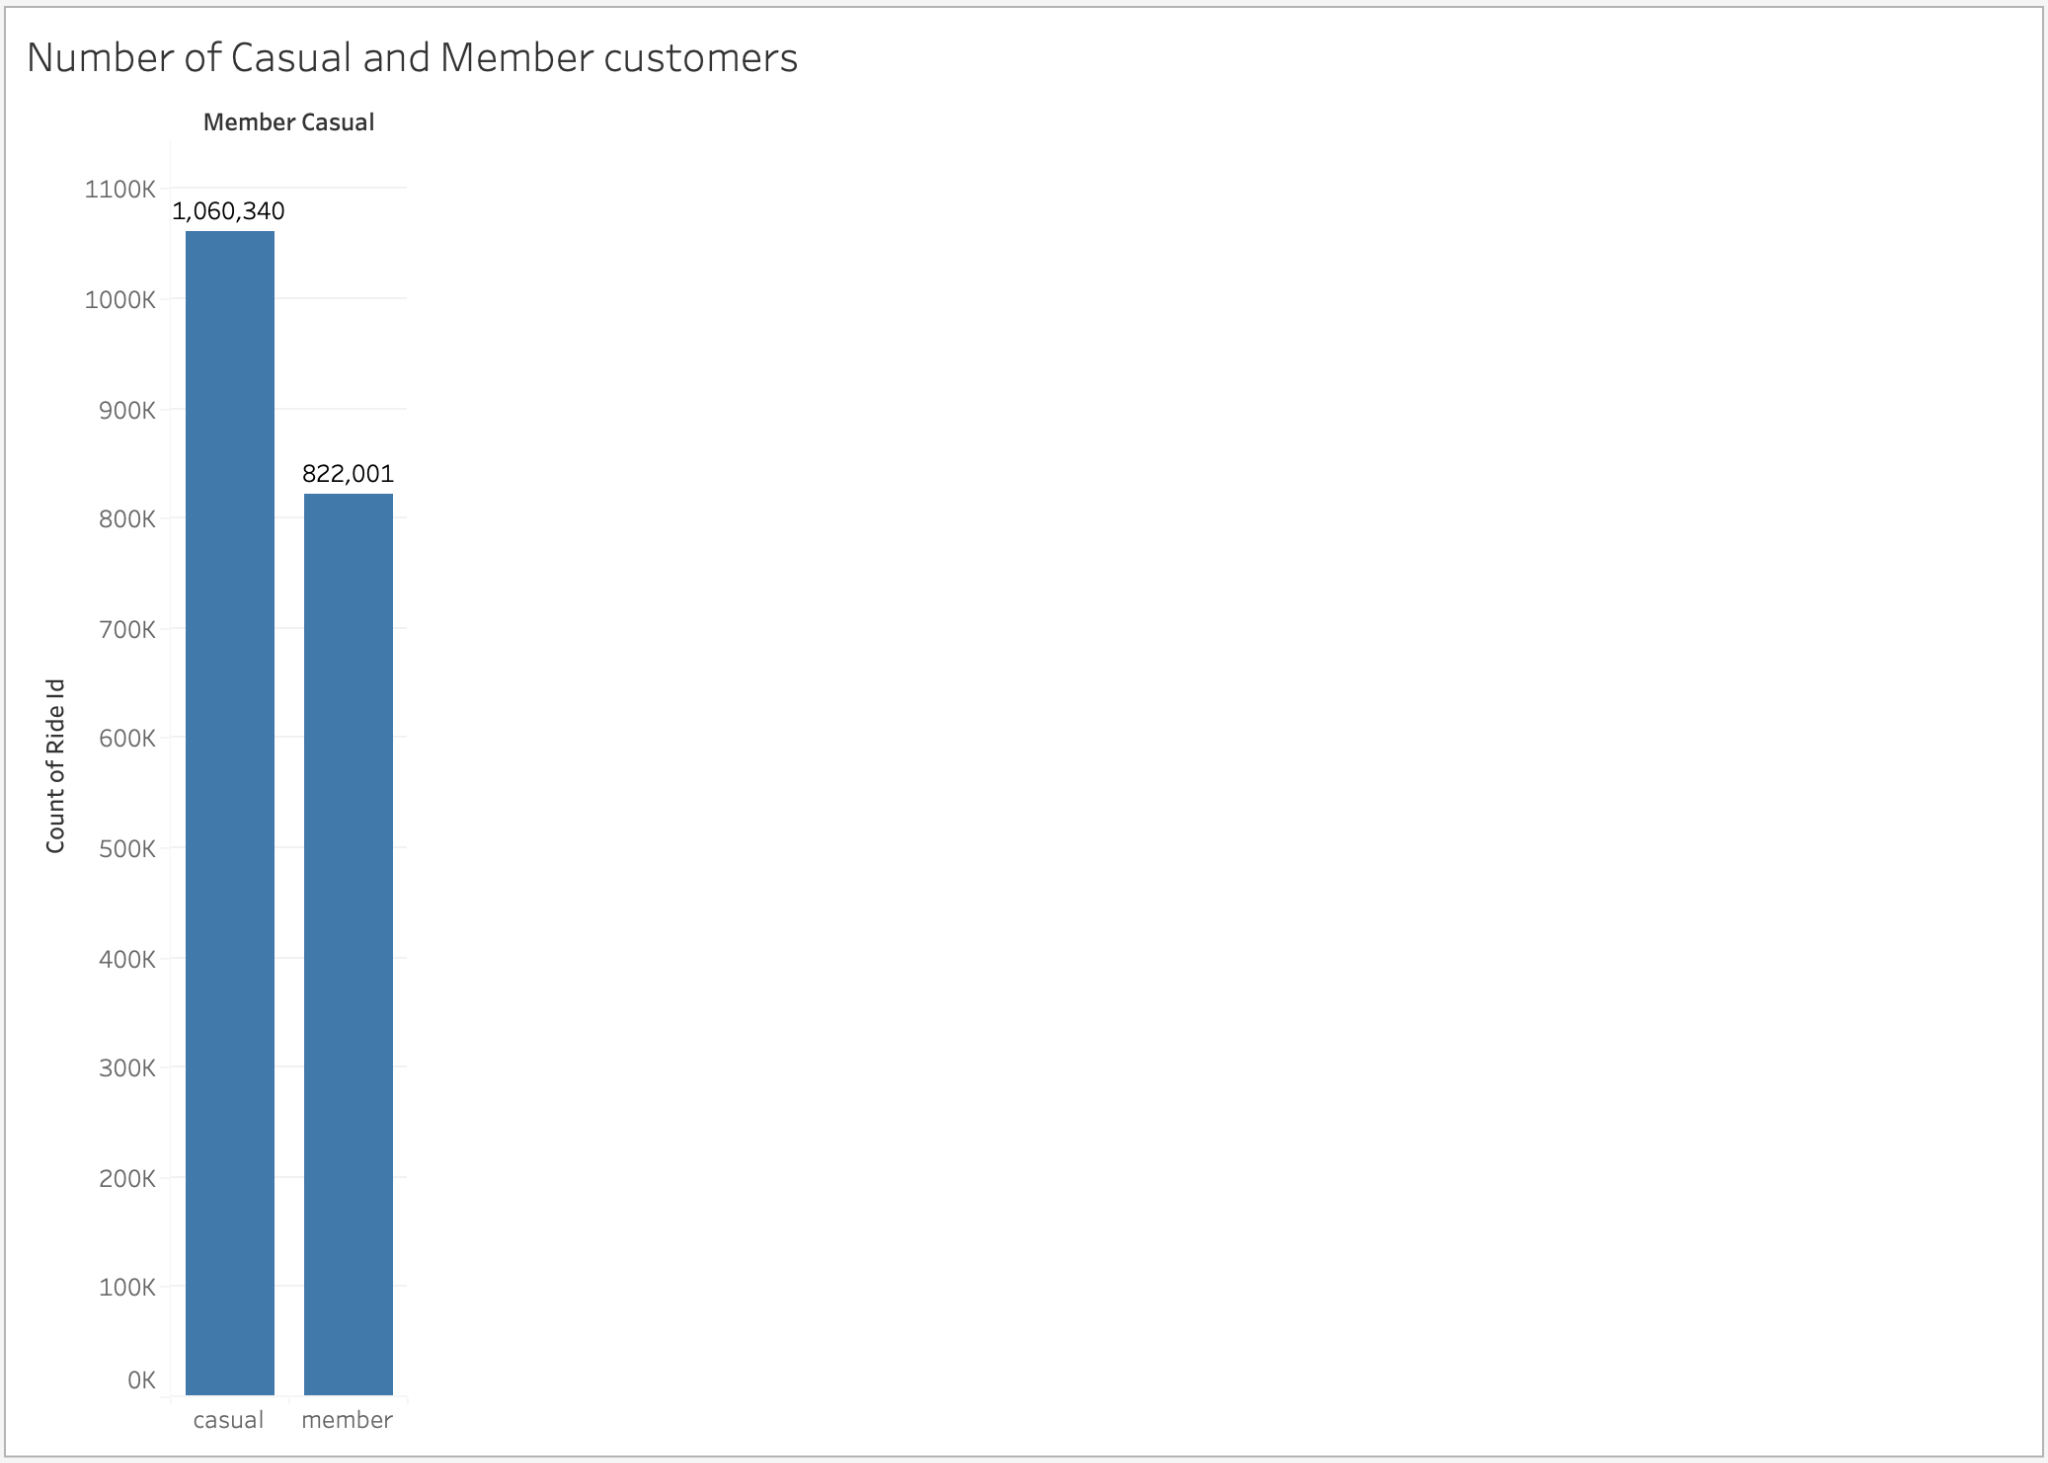 Number of Casual and Member customers
Member Casual
1100K
1,060,340
1000K
900K
822,001
800K
700K
Count of Ride Id
600K
500K
400K
300K
200K
100K
0K
casual member